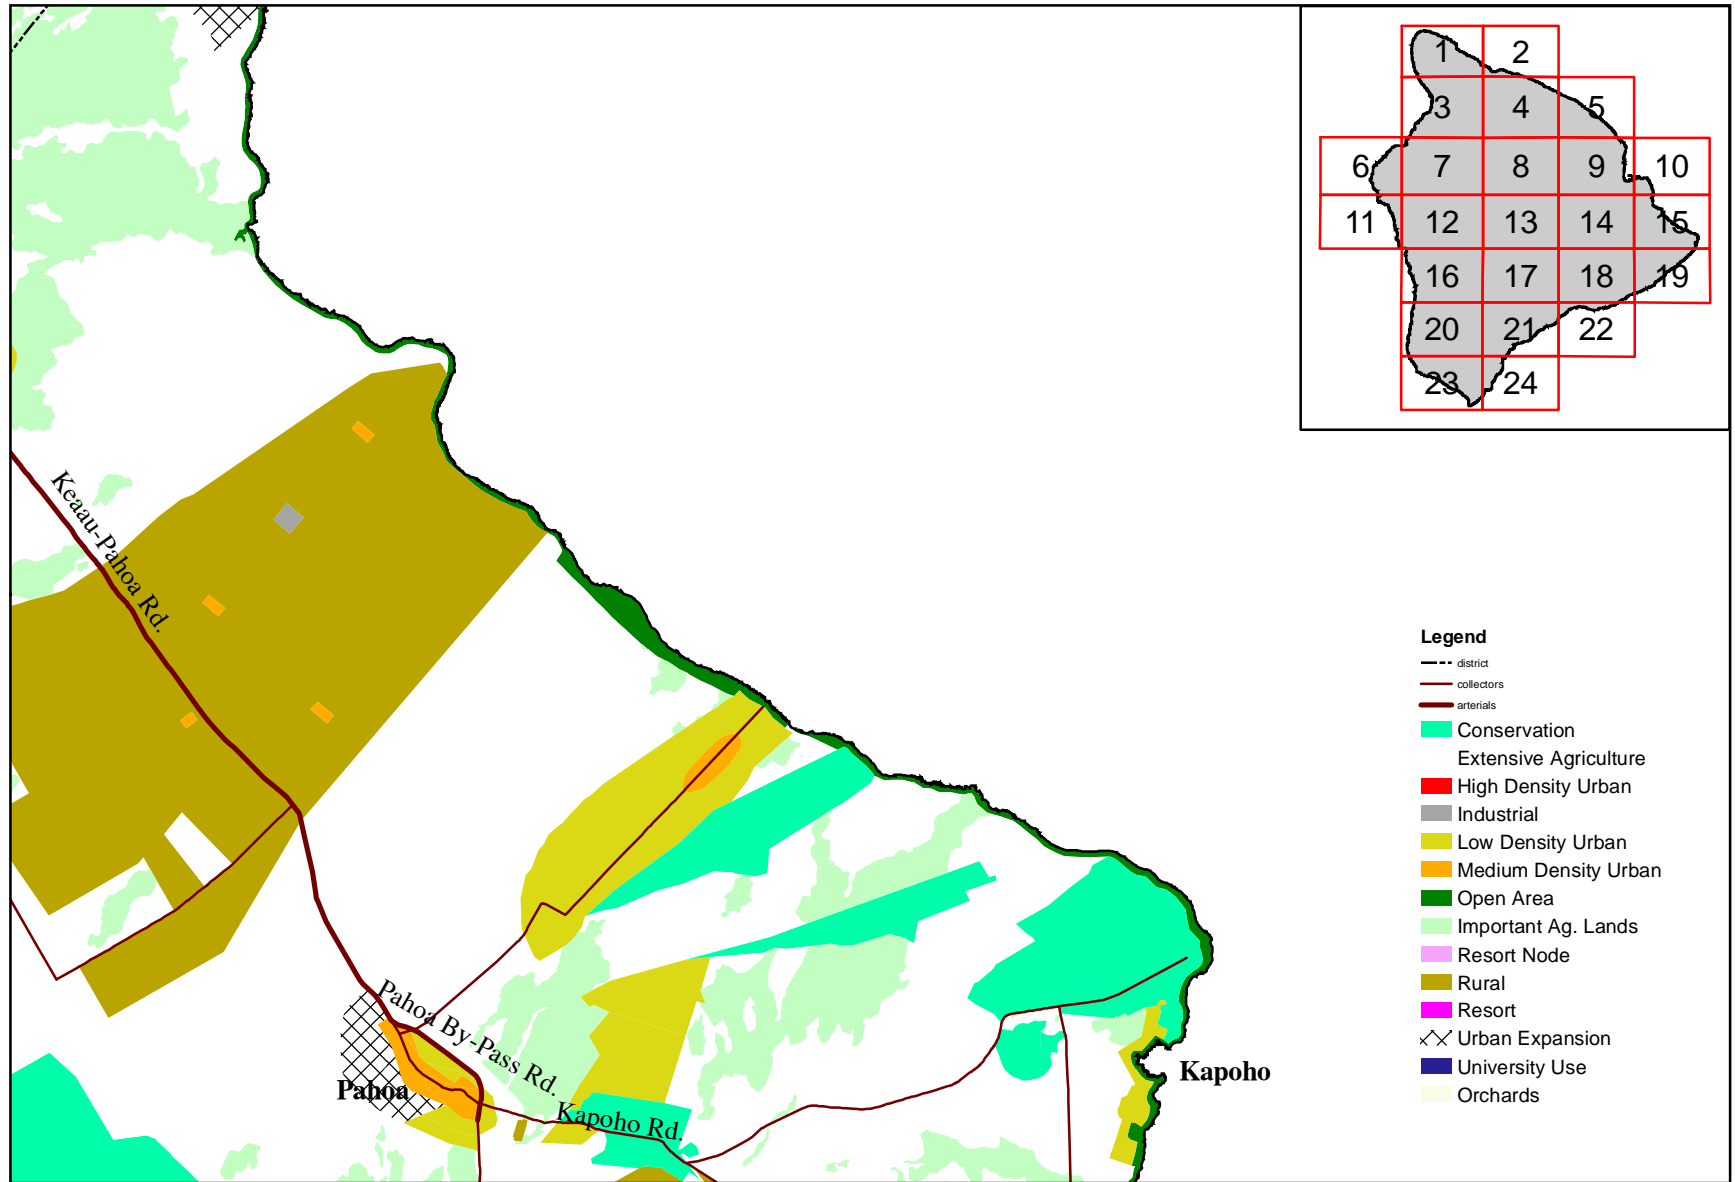 1 2
3 4 5
6 7 8 9 10
11 12 13 14 15
16 17 18 19
20 21 22
23 24
Keaau-Pahoa Rd.
Pahoa By-Pass Rd.
Pahoa
Kapoho Rd.
Kapoho
Legend
district
collectors
arterials
Conservation
Extensive Agriculture
High Density Urban
Industrial
Low Density Urban
Medium Density Urban
Open Area
Important Ag. Lands
Resort Node
Rural
Resort
Urban Expansion
University Use
Orchards